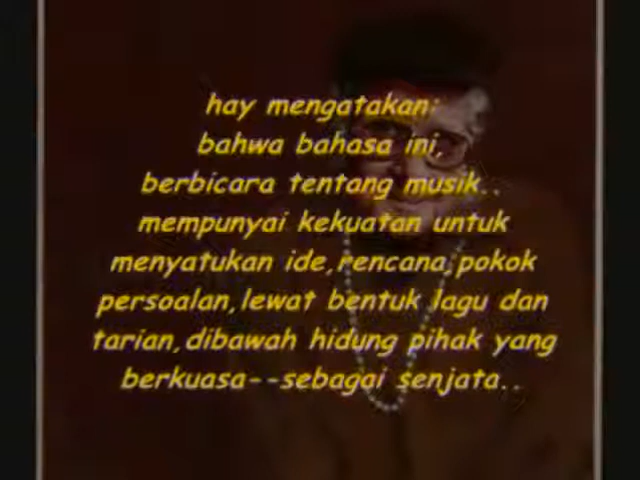 hay mengatakan:
bahwa bahasa ini,
berbicara tentang musik..
mempunyai kekuatan untuk
menyatukan ide,rencana,pokok
persoalan,lewat bentuk lagu dan
tarian,dibawah hidung pihak yang
berkuasa--sebagai senjata..